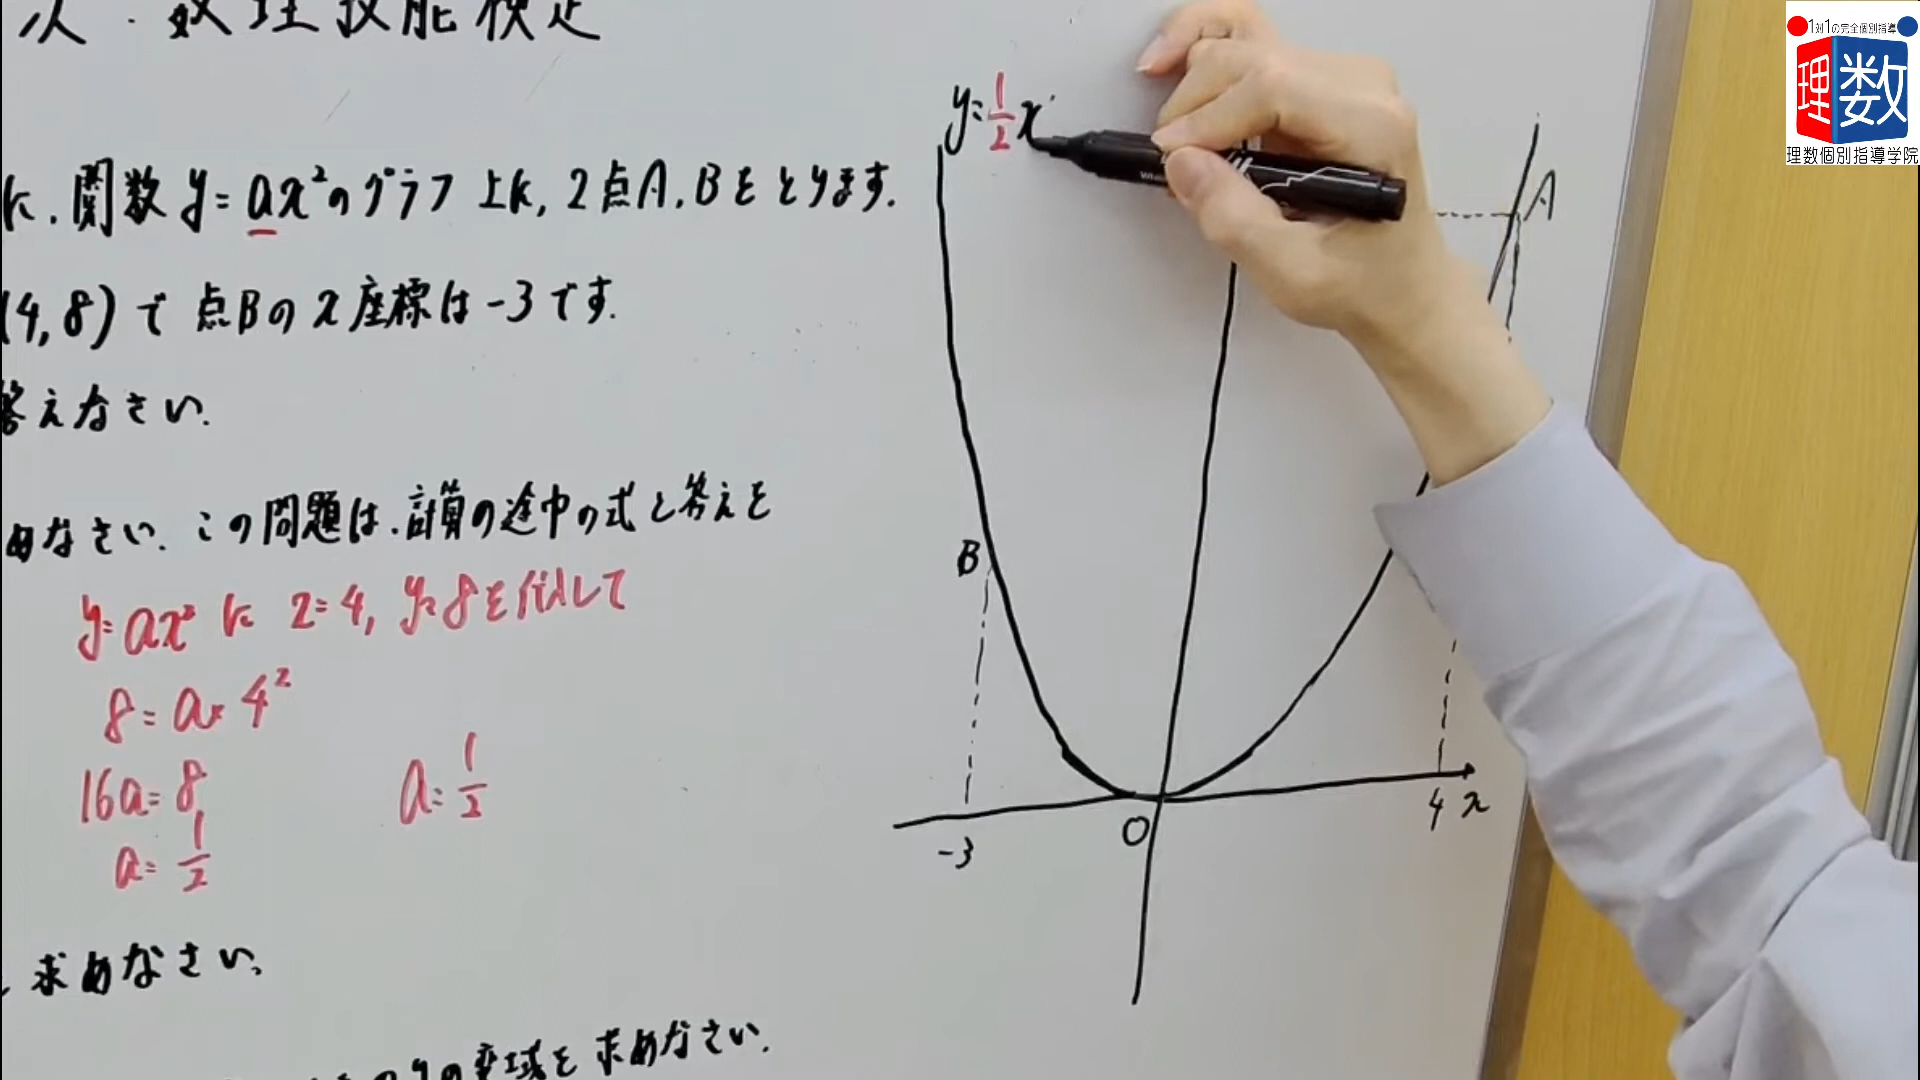 次:数理技能検定
に、関数 y=ax²のグラフ上に、2点A、Bをとります。
(4,8)で点Bのx座標は-3です。
答えなさい。
めなさい。この問題は、計算の途中の式と答えを
y=ax² に x=4, y=8を代入して
8=a×4²
16a=8
a=1/2
a=1/2
求めなさい。
yの変域を求めなさい。
y=1/2x
A
B
-3
O
4
x
1対1の完全個別指導
理数
理数個別指導学院